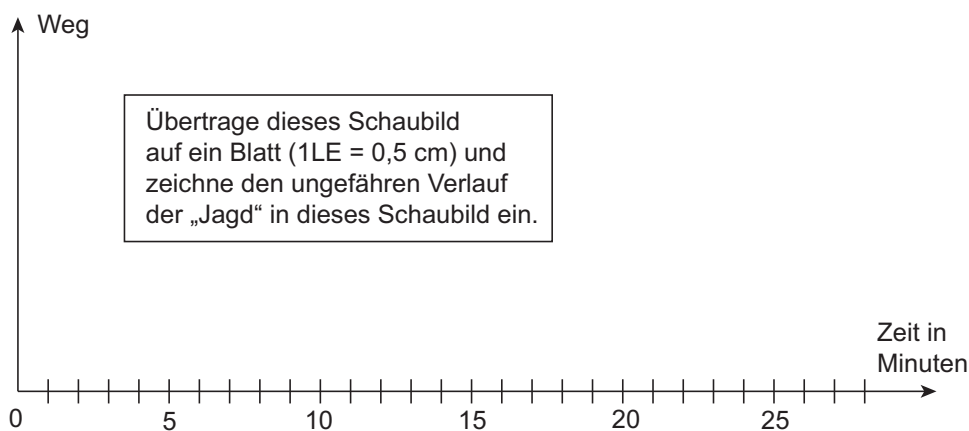 Weg
Übertrage dieses Schaubild
auf ein Blatt (1LE = 0,5 cm) und
zeichne den ungefähren Verlauf
der „Jagd“ in dieses Schaubild ein.
Zeit in
Minuten
0 5 10 15 20 25